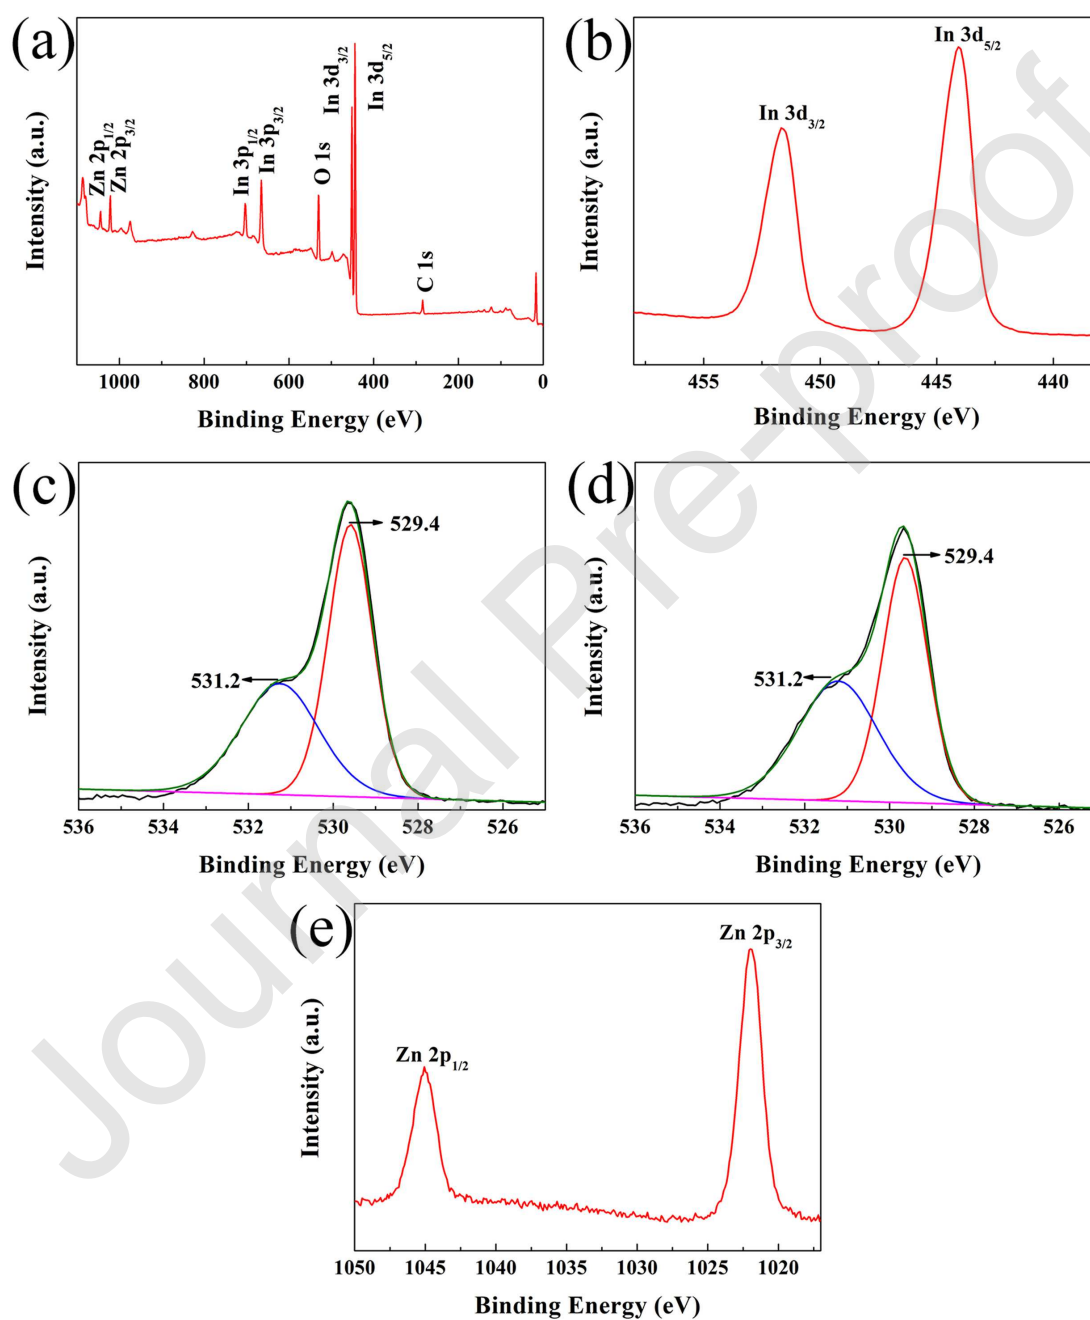 (a)
Zn 2p1/2
Zn 2p3/2
In 3p1/2
In 3p3/2
O 1s
In 3d3/2
In 3d5/2
C 1s
Intensity (a.u.)
1000 800 600 400 200 0
Binding Energy (eV)
(b)
In 3d3/2
In 3d5/2
Intensity (a.u.)
455 450 445 440
Binding Energy (eV)
(c)
529.4
531.2
Intensity (a.u.)
536 534 532 530 528 526
Binding Energy (eV)
(d)
529.4
531.2
Intensity (a.u.)
536 534 532 530 528 526
Binding Energy (eV)
(e)
Zn 2p3/2
Zn 2p1/2
Intensity (a.u.)
1050 1045 1040 1035 1030 1025 1020
Binding Energy (eV)
Journal Pre-proof